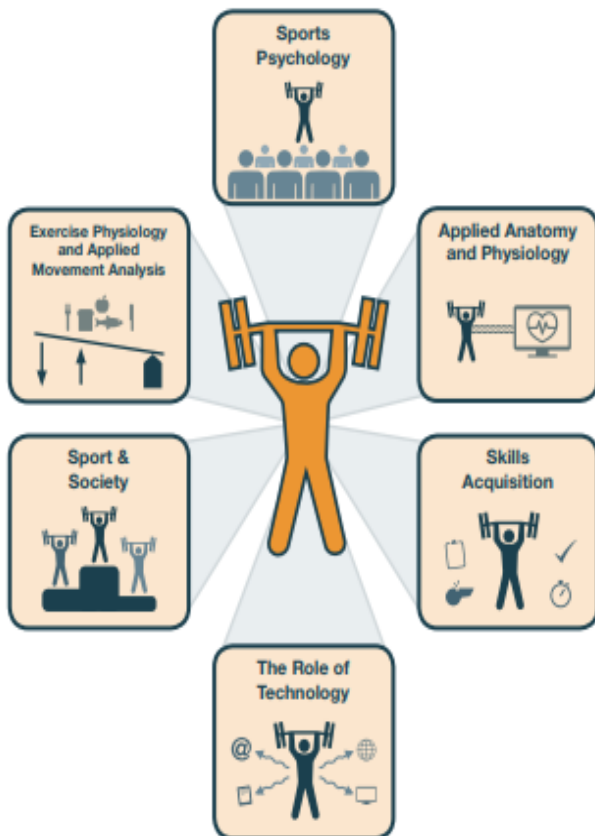 Sports
Psychology
Exercise Physiology
and Applied
Movement Analysis
Applied Anatomy
and Physiology
Sport &
Society
Skills
Acquisition
The Role of
Technology
@